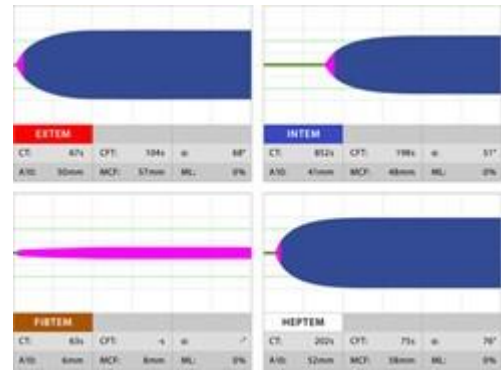 EXTEM
CT: 67s CFT: 104s α: 68°
A10: 50mm MCF: 57mm ML: 0%
INTEM
CT: 852s CFT: 198s α: 51°
A10: 41mm MCF: 48mm ML: 0%
FIBTEM
CT: 63s CFT: -s α: -°
A10: 6mm MCF: 6mm ML: 0%
HEPTEM
CT: 202s CFT: 75s α: 76°
A10: 52mm MCF: 58mm ML: 0%